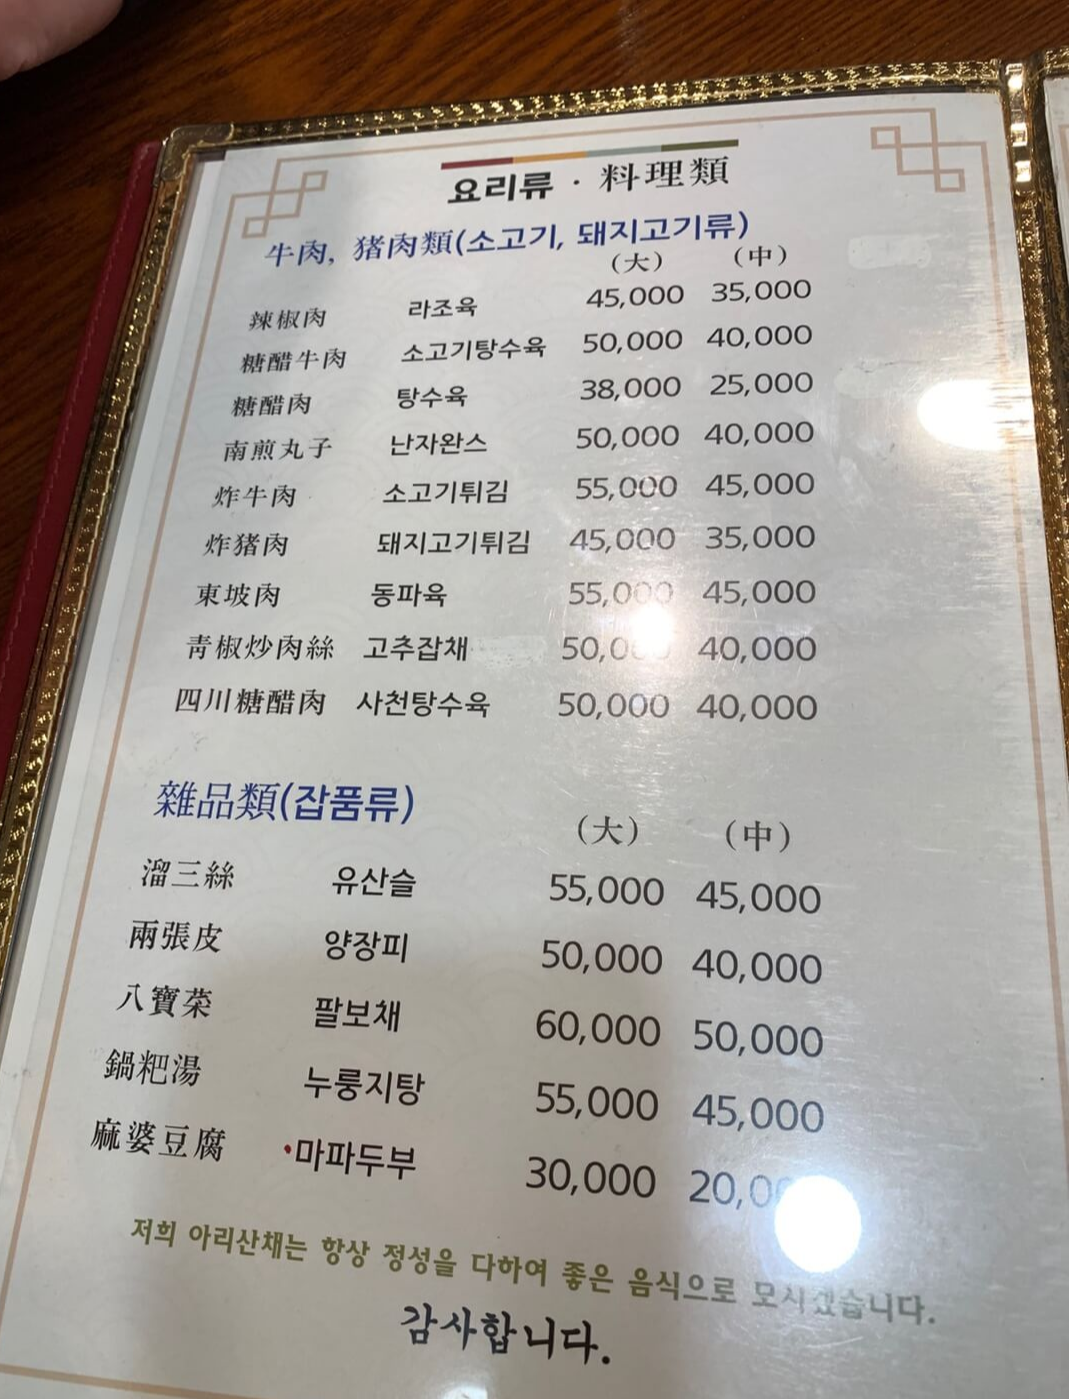 요리류 · 料理類
牛肉, 猪肉類(소고기, 돼지고기류)
(大) (中)
辣椒肉 라조육 45,000 35,000
糖醋牛肉 소고기탕수육 50,000 40,000
糖醋肉 탕수육 38,000 25,000
南煎丸子 난자완스 50,000 40,000
炸牛肉 소고기튀김 55,000 45,000
炸猪肉 돼지고기튀김 45,000 35,000
東坡肉 동파육 55,000 45,000
靑椒炒肉絲 고추잡채 40,000
四川糖醋肉 사천탕수육 50,000 40,000
雜品類(잡품류)
(大) (中)
溜三絲 유산슬 55,000 45,000
兩張皮 양장피 50,000 40,000
八寶菜 팔보채 60,000 50,000
鍋粑湯 누룽지탕 55,000 45,000
麻婆豆腐 •마파두부 30,000
저희 아리산채는 항상 정성을 다하여 좋은 음식으로 모시겠습니다.
감사합니다.